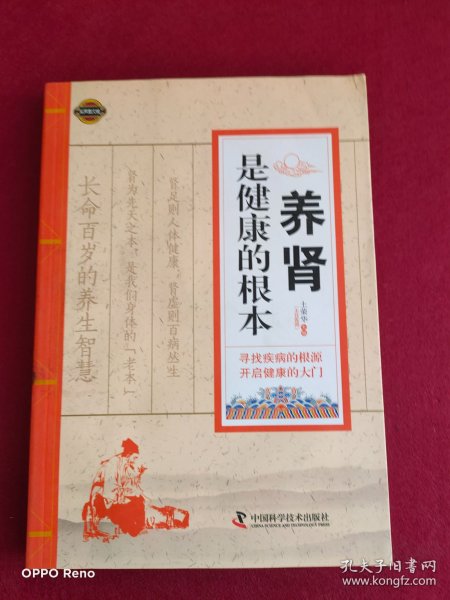 养肾
是健康的根本
寻找疾病的根源
开启健康的大门
肾足则人体健康，肾虚则百病丛生
肾为先天之本，是我们身体的「老本」
长命百岁的养生智慧
中国科学技术出版社
CHINA SCIENCE AND TECHNOLOGY PRESS
OPPO Reno
孔夫子旧书网
www.kongfz.com